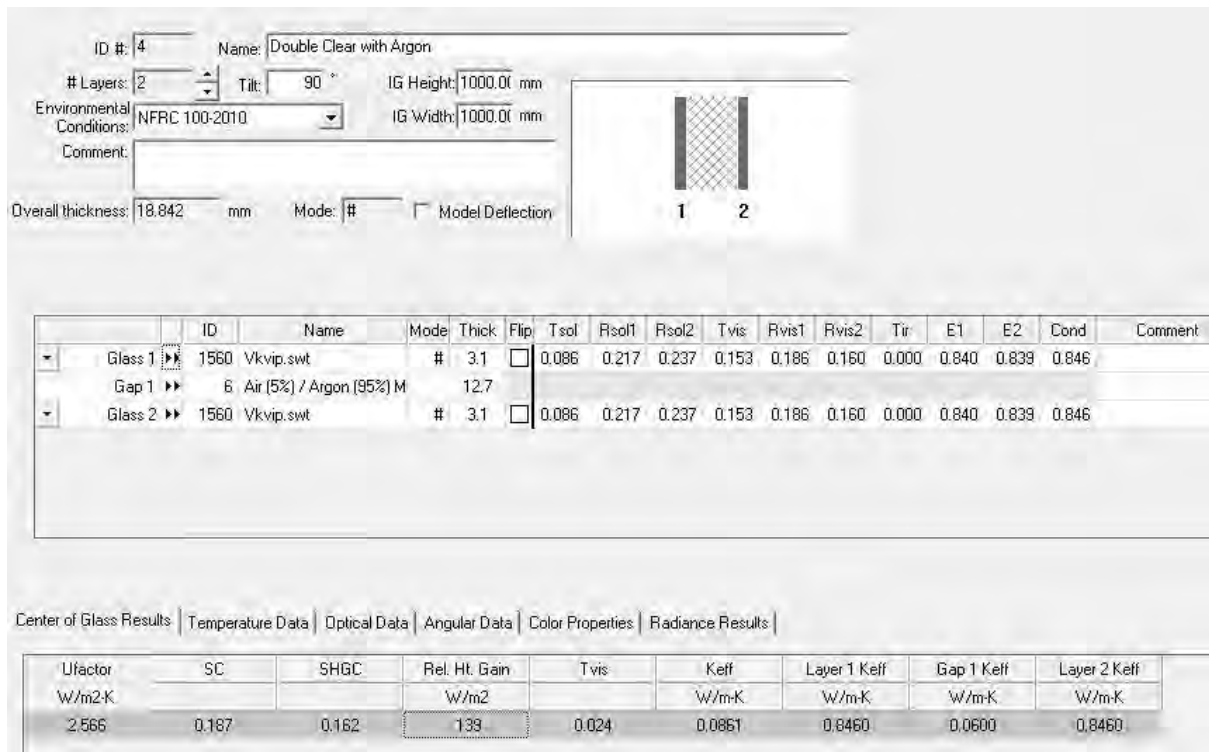 ID #: 4 Name: Double Clear with Argon
# Layers: 2 Tilt: 90 ° IG Height: 1000.0( mm
Environmental Conditions: NFRC 100-2010 IG Width: 1000.0( mm
Comment:
Overall thickness: 18.842 mm Mode: # Model Deflection
1 2
ID Name Mode Thick Flip Tsol Rsol1 Rsol2 Tvis Rvis1 Rvis2 Tir E1 E2 Cond Comment
Glass 1 1560 Vkvip.swt # 3.1 0.086 0.217 0.237 0.153 0.186 0.160 0.000 0.840 0.839 0.846
Gap 1 6 Air (5%) / Argon (95%) M 12.7
Glass 2 1560 Vkvip.swt # 3.1 0.086 0.217 0.237 0.153 0.186 0.160 0.000 0.840 0.839 0.846
Center of Glass Results Temperature Data Optical Data Angular Data Color Properties Radiance Results
Ufactor SC SHGC Rel. Ht. Gain Tvis Keff Layer 1 Keff Gap 1 Keff Layer 2 Keff
W/m2-K W/m2 W/m-K W/m-K W/m-K W/m-K
2.566 0.187 0.162 133 0.024 0.0861 0.8460 0.0600 0.8460